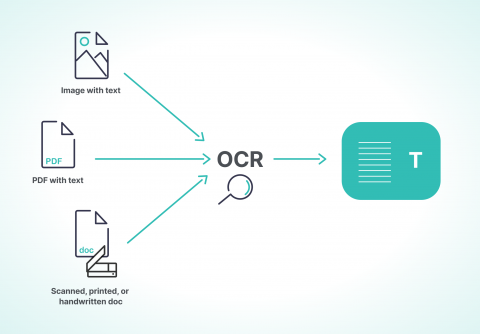 Image with text
PDF
PDF with text
OCR
T
doc
Scanned, printed, or
handwritten doc